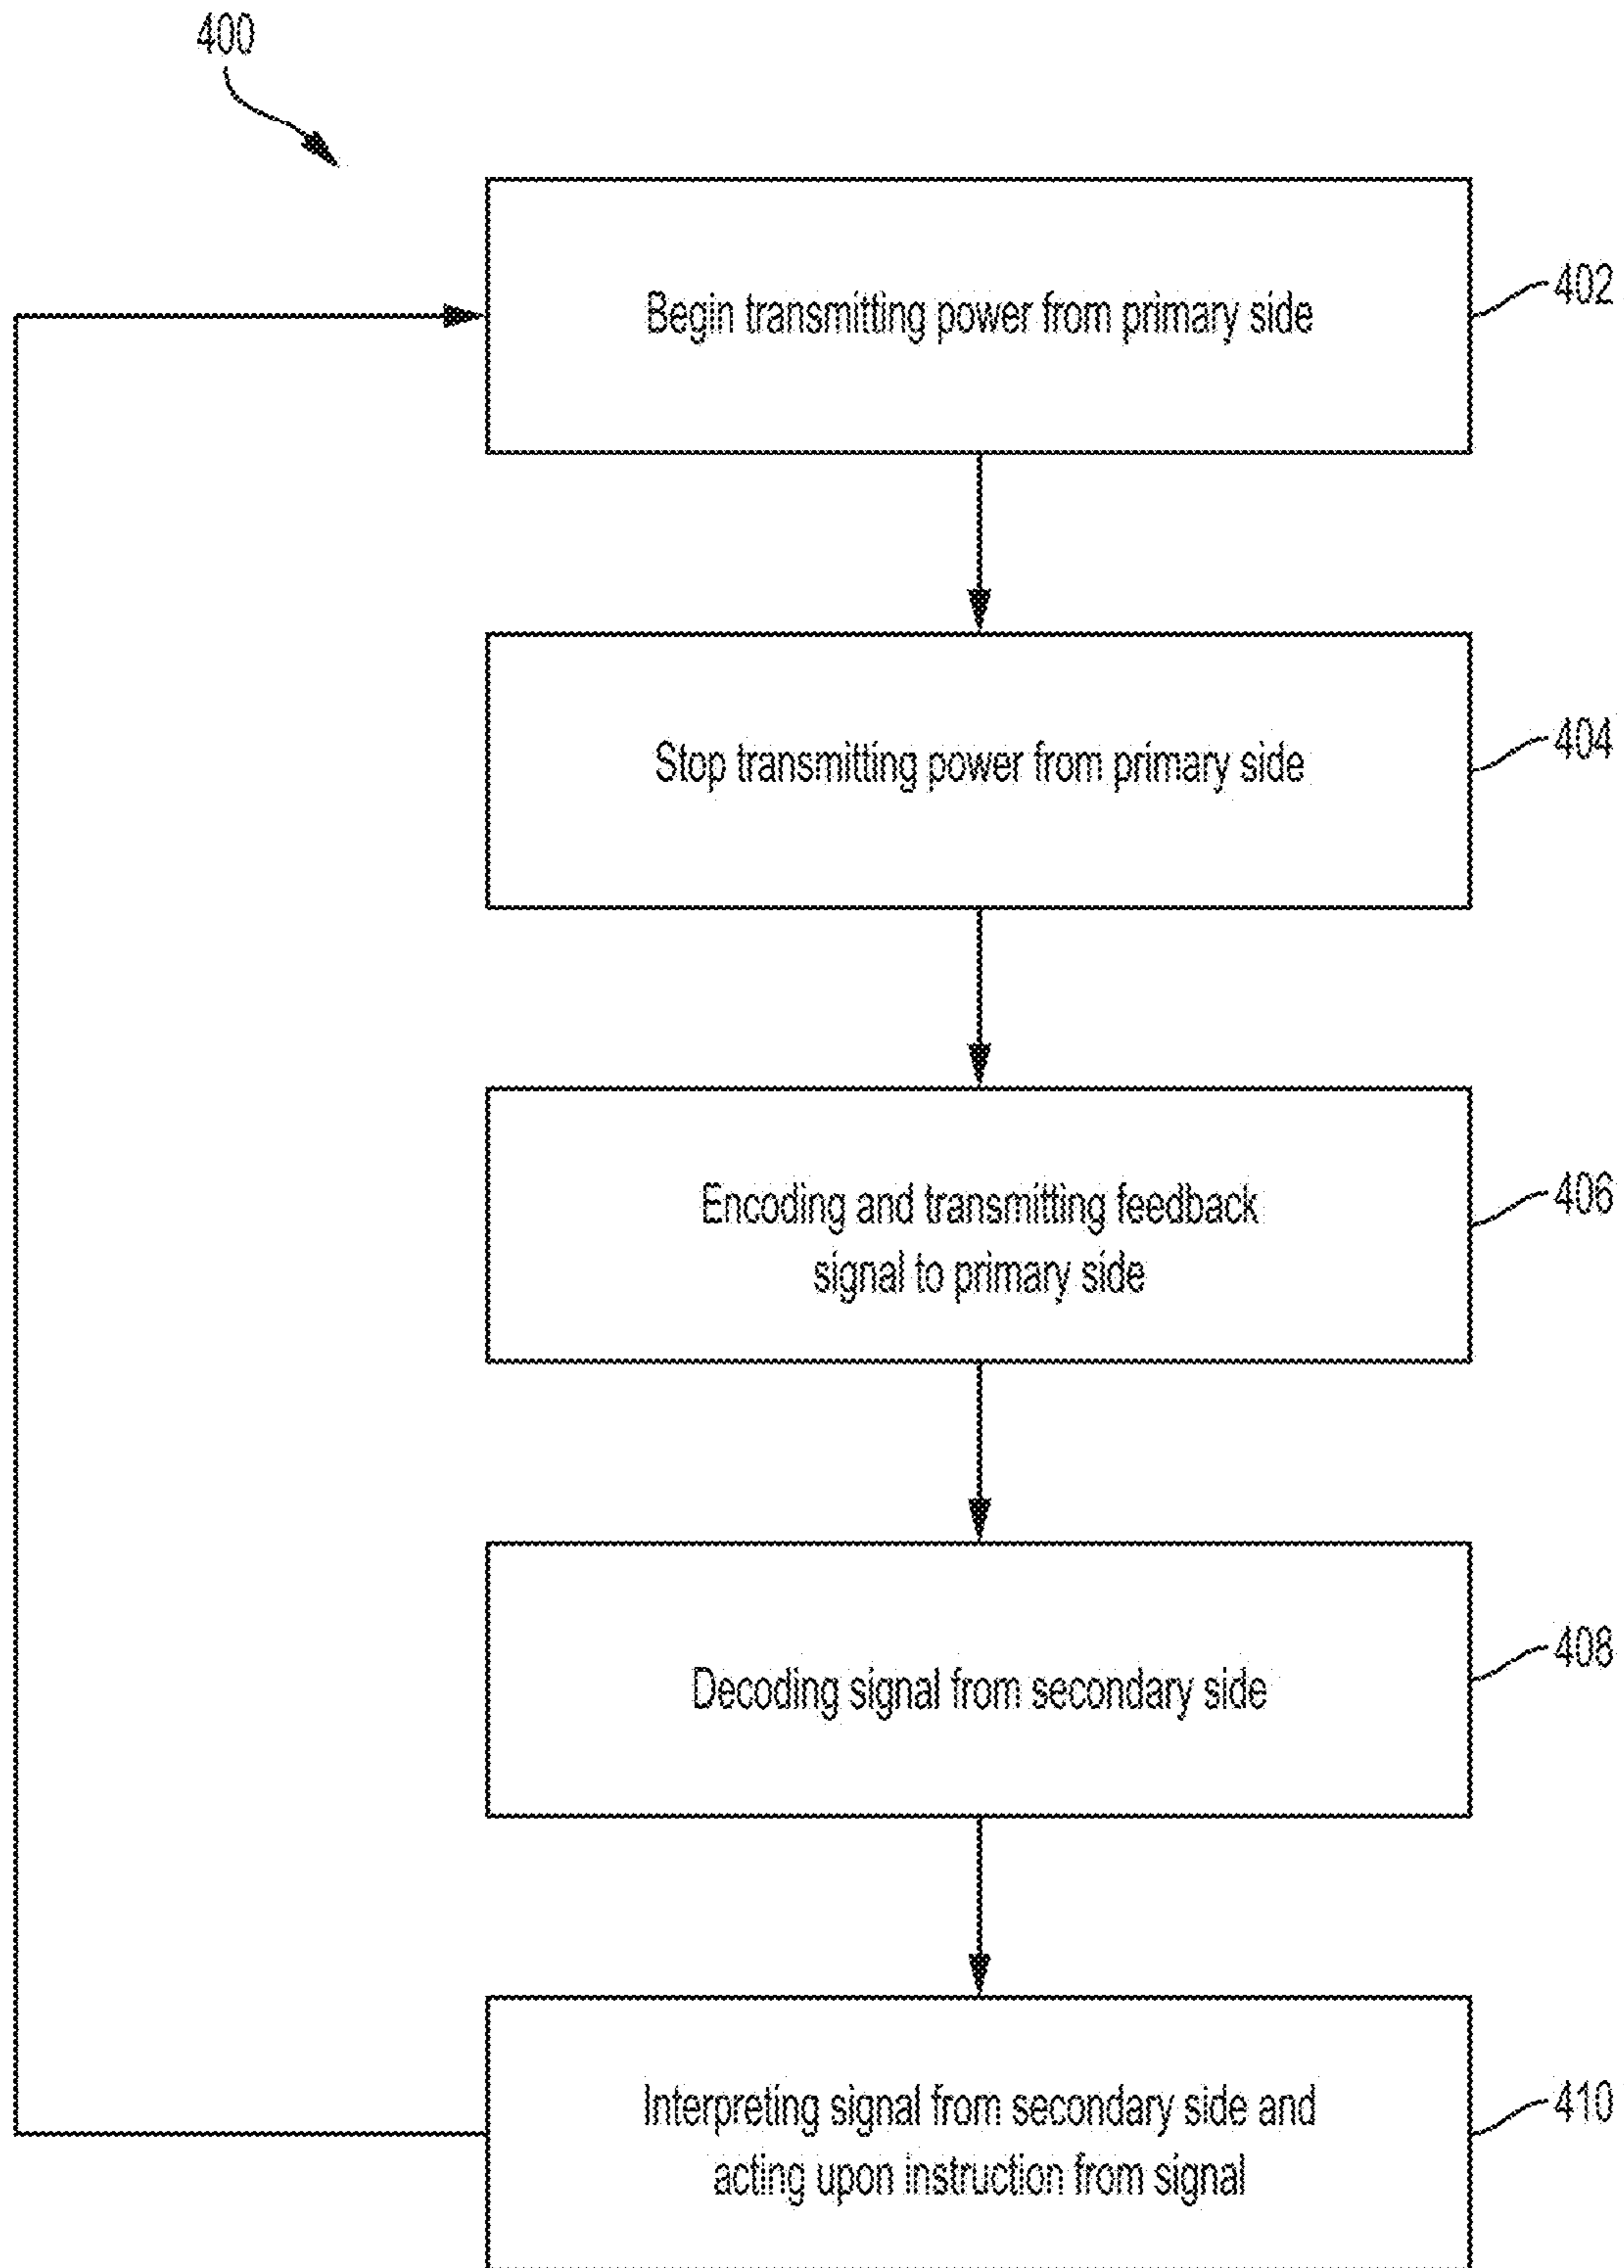 400
Begin transmitting power from primary side
402
Stop transmitting power from primary side
404
Encoding and transmitting feedback
signal to primary side
406
Decoding signal from secondary side
408
Interpreting signal from secondary side and
acting upon instruction from signal
410